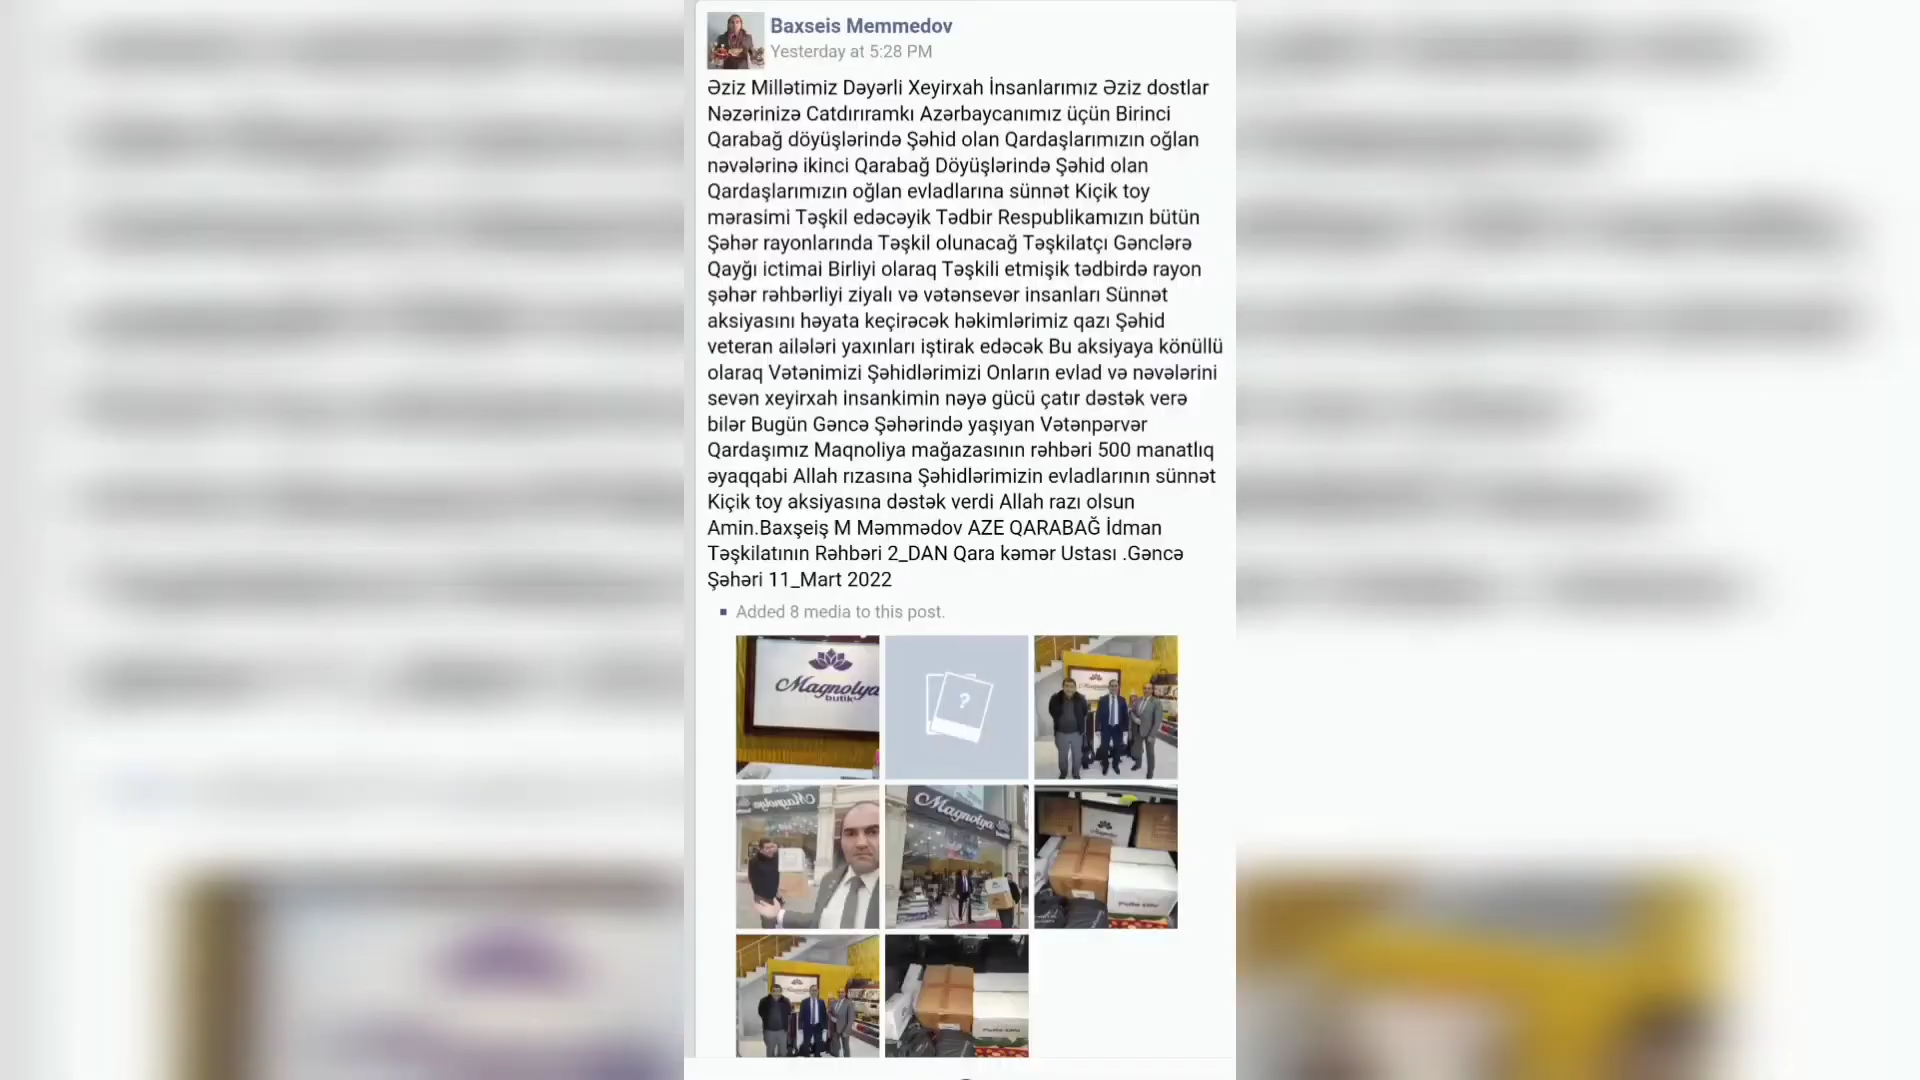 Baxseis Memmedov
Yesterday at 5:28 PM
Əziz Millətimiz Dəyərli Xeyirxah İnsanlarımız Əziz dostlar
Nəzərinizə Catdırıramkı Azərbaycanımız üçün Birinci
Qarabağ döyüşlərində Şəhid olan Qardaşlarımızın oğlan
nəvələrinə ikinci Qarabağ Döyüşlərində Şəhid olan
Qardaşlarımızın oğlan evladlarına sünnət Kiçik toy
mərasimi Təşkil edəcəyik Tədbir Respublikamızın bütün
Şəhər rayonlarında Təşkil olunacağ Təşkilatçı Gənclərə
Qayğı ictimai Birliyi olaraq Təşkili etmişik tədbirdə rayon
şəhər rəhbərliyi ziyalı və vətənsevər insanları Sünnət
aksiyasını həyata keçirəcək həkimlərimiz qazı Şəhid
veteran ailələri yaxınları iştirak edəcək Bu aksiyaya könüllü
olaraq Vətənimizi Şəhidlərimizi Onların evlad və nəvələrini
sevən xeyirxah insankimin nəyə gücü çatır dəstək verə
bilər Bugün Gəncə Şəhərində yaşıyan Vətənpərvər
Qardaşımız Maqnoliya mağazasının rəhbəri 500 manatlıq
əyaqqabi Allah rızasına Şəhidlərimizin evladlarının sünnət
Kiçik toy aksiyasına dəstək verdi Allah razı olsun
Amin.Baxşeiş M Məmmədov AZE QARABAĞ İdman
Təşkilatının Rəhbəri 2_DAN Qara kəmər Ustası .Gəncə
Şəhəri 11_Mart 2022
Added 8 media to this post.
Magnolya
butik
?
Magnolya
Magnolya
Magnolya
butik
Magnolya
Magnolya